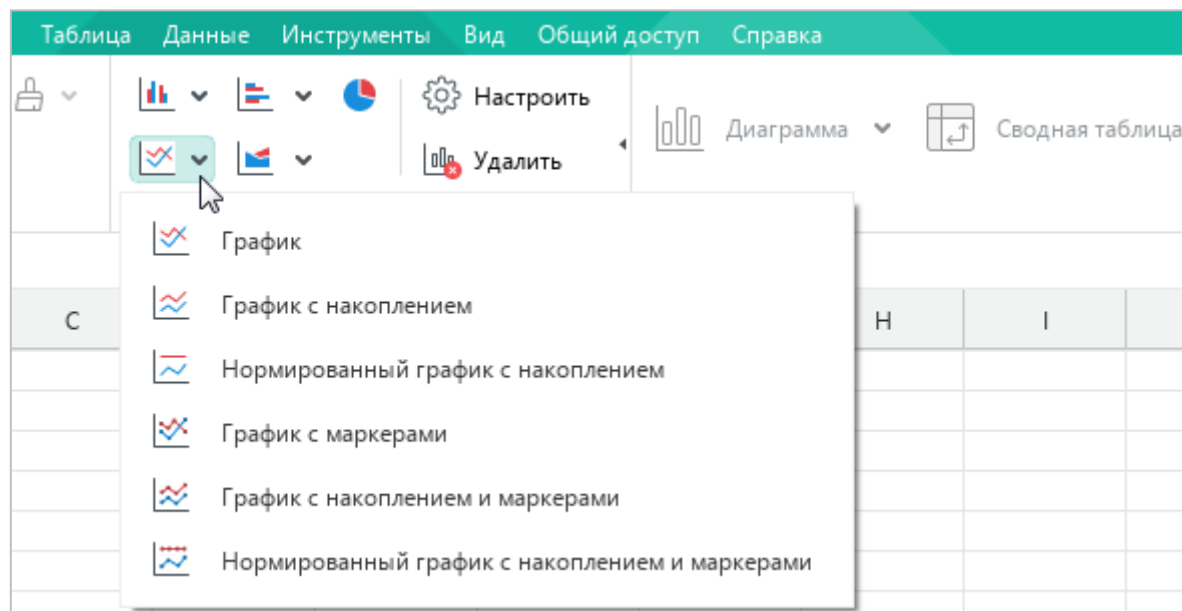 Таблица Данные Инструменты Вид Общий доступ Справка
Настроить
Диаграмма Сводная таблица
Удалить
График
График с накоплением
C H I
Нормированный график с накоплением
График с маркерами
График с накоплением и маркерами
Нормированный график с накоплением и маркерами